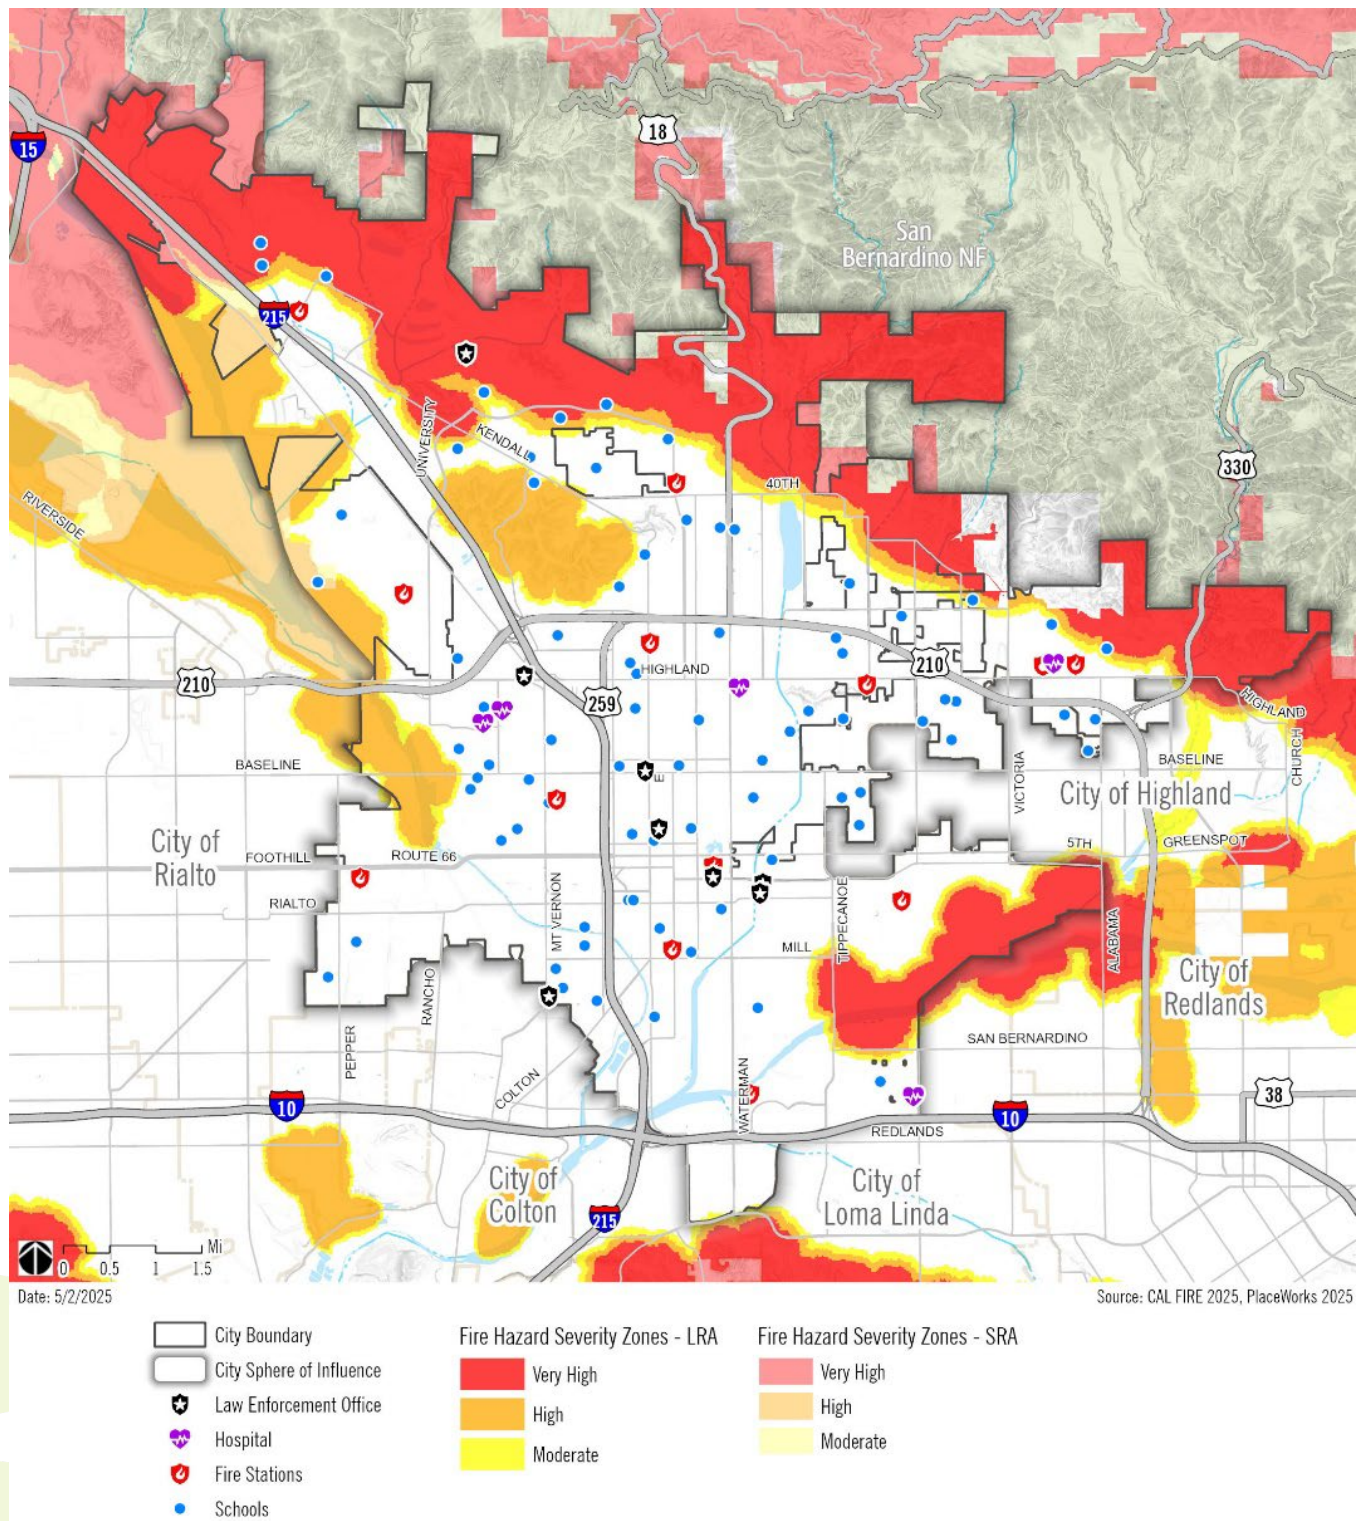 15
18
San
Bernardino NF
215
UNIVERSITY
KENDALL
330
40TH
RIVERSIDE
210
HIGHLAND
210
259
HIGHLAND
BASELINE
E
VICTORIA
BASELINE
CHURCH
City of Highland
City of
Rialto
FOOTHILL
ROUTE 66
5TH
GREENSPOT
RIALTO
MT VERNON
TIPPECANOE
MILL
ALABAMA
City of
Redlands
RANCHO
PEPPER
SAN BERNARDINO
COLTON
WATERMAN
10
10
38
REDLANDS
City of
Colton
City of
Loma Linda
215
0 0.5 1 1.5 Mi
Date: 5/2/2025
Source: CAL FIRE 2025, PlaceWorks 2025
City Boundary
City Sphere of Influence
Law Enforcement Office
Hospital
Fire Stations
Schools
Fire Hazard Severity Zones - LRA
Very High
High
Moderate
Fire Hazard Severity Zones - SRA
Very High
High
Moderate